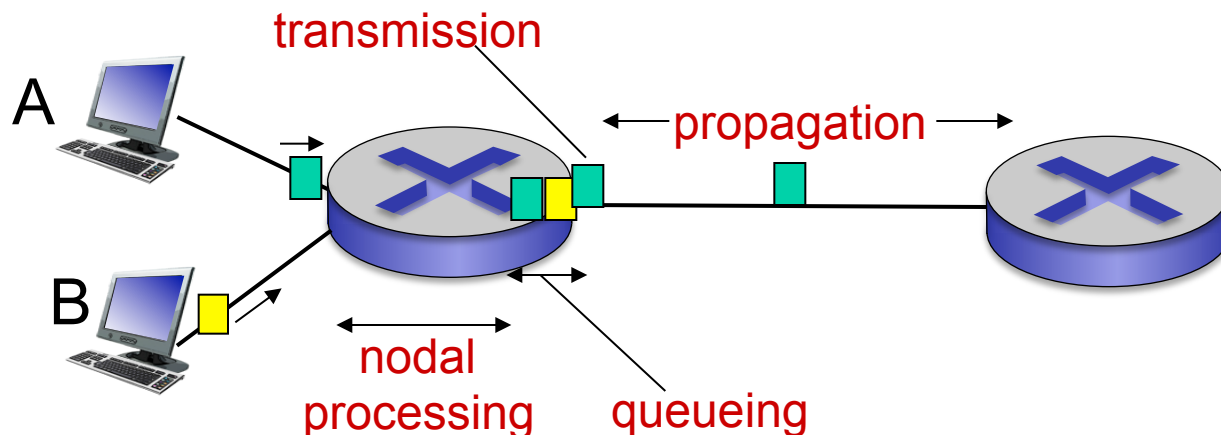 transmission
A
propagation
B
nodal
processing
queueing